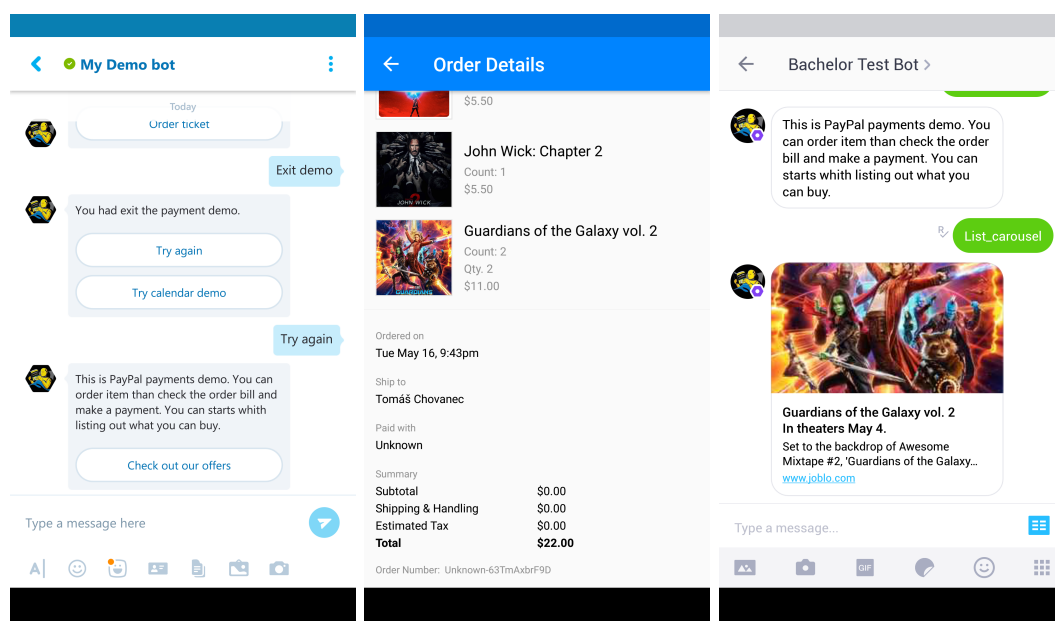 My Demo bot
Today
Order ticket
Exit demo
You had exit the payment demo.
Try again
Try calendar demo
Try again
This is PayPal payments demo. You can
order item than check the order bill and
make a payment. You can starts whith
listing out what you can buy.
Check out our offers
Type a message here
Order Details
$5.50
JOHN WICK
John Wick: Chapter 2
Count: 1
$5.50
GUARDIANS
Guardians of the Galaxy vol. 2
Count: 2
Qty. 2
$11.00
Ordered on
Tue May 16, 9:43pm
Ship to
Tomáš Chovanec
Paid with
Unknown
Summary
Subtotal $0.00
Shipping & Handling $0.00
Estimated Tax $0.00
Total $22.00
Order Number: Unknown-63TmAxbrF9D
Bachelor Test Bot
This is PayPal payments demo. You
can order item than check the order
bill and make a payment. You can
starts whith listing out what you
can buy.
List_carousel
Guardians of the Galaxy vol. 2
In theaters May 4.
Set to the backdrop of Awesome
Mixtape #2, 'Guardians of the Galaxy...
www.joblo.com
Type a message...
GIF